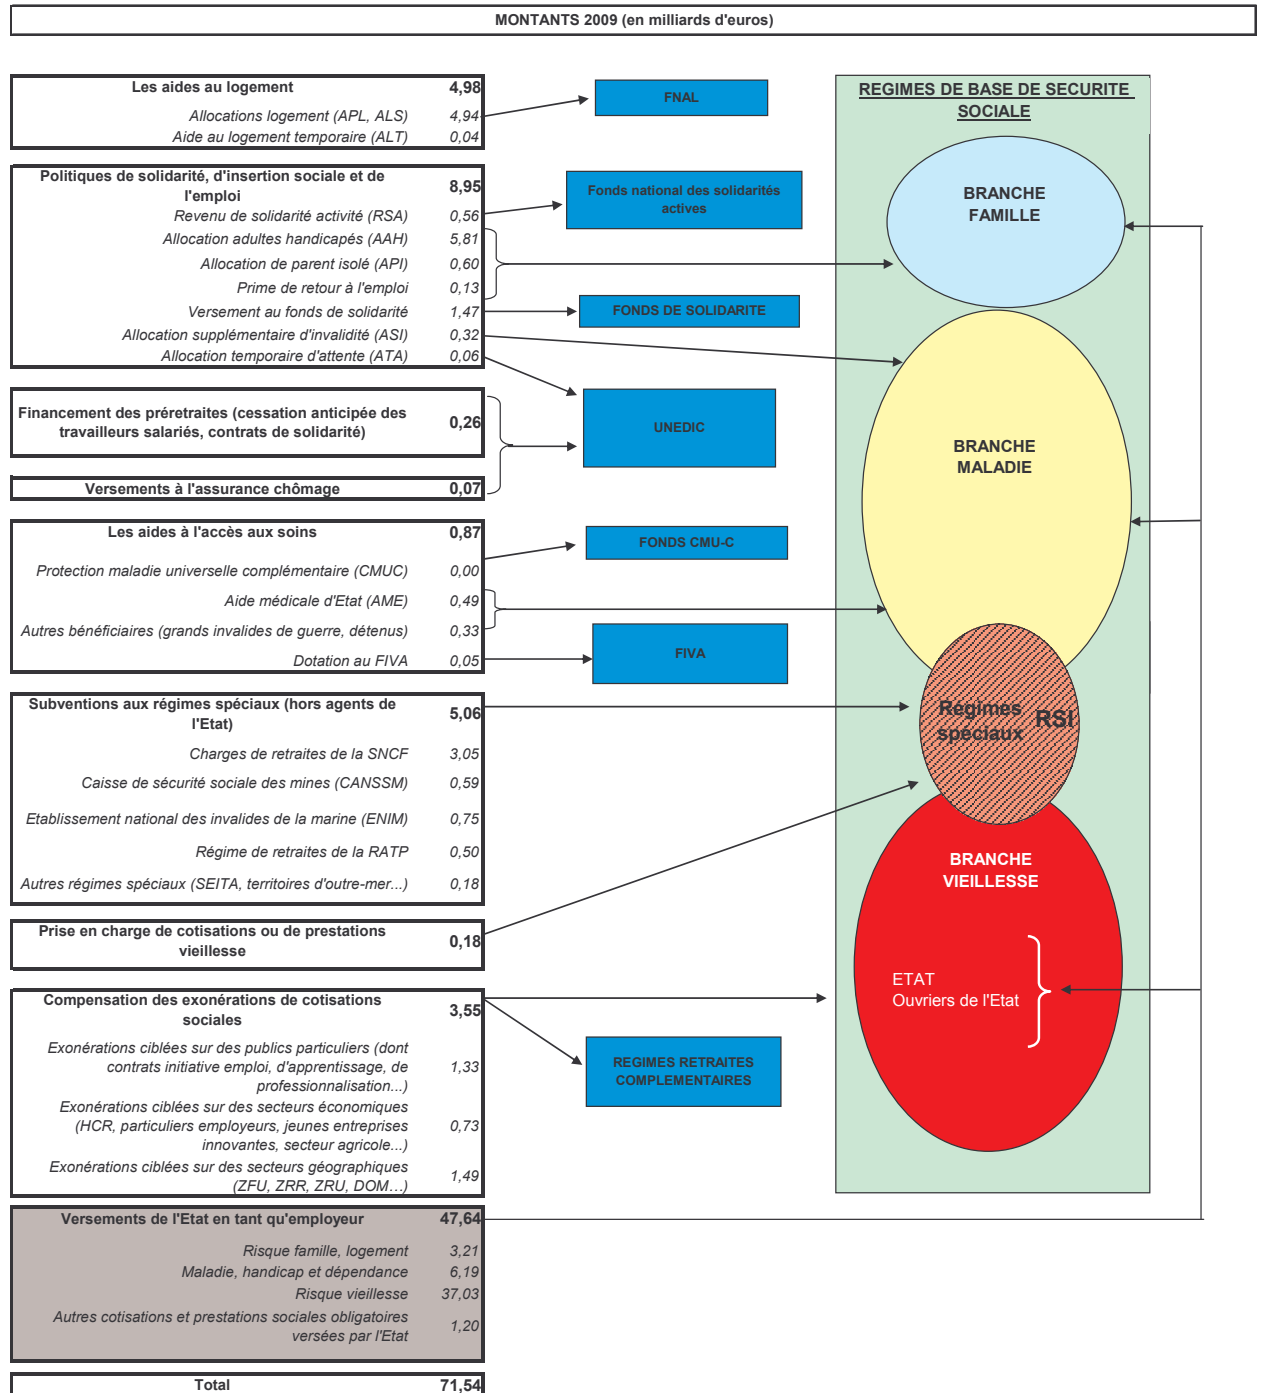 MONTANTS 2009 (en milliards d'euros)
Les aides au logement 4,98
Allocations logement (APL, ALS) 4,94
Aide au logement temporaire (ALT) 0,04
FNAL
REGIMES DE BASE DE SECURITE
SOCIALE
Politiques de solidarité, d'insertion sociale et de
l'emploi 8,95
Revenu de solidarité activité (RSA) 0,56
Allocation adultes handicapés (AAH) 5,81
Allocation de parent isolé (API) 0,60
Prime de retour à l'emploi 0,13
Versement au fonds de solidarité 1,47
Allocation supplémentaire d'invalidité (ASI) 0,32
Allocation temporaire d'attente (ATA) 0,06
Fonds national des solidarités
actives
FONDS DE SOLIDARITE
BRANCHE
FAMILLE
Financement des préretraites (cessation anticipée des
travailleurs salariés, contrats de solidarité) 0,26
UNEDIC
BRANCHE
MALADIE
Versements à l'assurance chômage 0,07
Les aides à l'accès aux soins 0,87
Protection maladie universelle complémentaire (CMUC) 0,00
Aide médicale d'Etat (AME) 0,49
Autres bénéficiaires (grands invalides de guerre, détenus) 0,33
Dotation au FIVA 0,05
FONDS CMU-C
FIVA
Subventions aux régimes spéciaux (hors agents de
l'Etat) 5,06
Charges de retraites de la SNCF 3,05
Caisse de sécurité sociale des mines (CANSSM) 0,59
Etablissement national des invalides de la marine (ENIM) 0,75
Régime de retraites de la RATP 0,50
Autres régimes spéciaux (SEITA, territoires d'outre-mer...) 0,18
Régimes
spéciaux
RSI
BRANCHE
VIEILLESSE
Prise en charge de cotisations ou de prestations
vieillesse 0,18
ETAT
Ouvriers de l'Etat
Compensation des exonérations de cotisations
sociales 3,55
Exonérations ciblées sur des publics particuliers (dont
contrats initiative emploi, d'apprentissage, de 1,33
professionnalisation...)
Exonérations ciblées sur des secteurs économiques
(HCR, particuliers employeurs, jeunes entreprises 0,73
innovantes, secteur agricole...)
Exonérations ciblées sur des secteurs géographiques
(ZFU, ZRR, ZRU, DOM…) 1,49
REGIMES RETRAITES
COMPLEMENTAIRES
Versements de l'Etat en tant qu'employeur 47,64
Risque famille, logement 3,21
Maladie, handicap et dépendance 6,19
Risque vieillesse 37,03
Autres cotisations et prestations sociales obligatoires
versées par l'Etat 1,20
Total 71,54